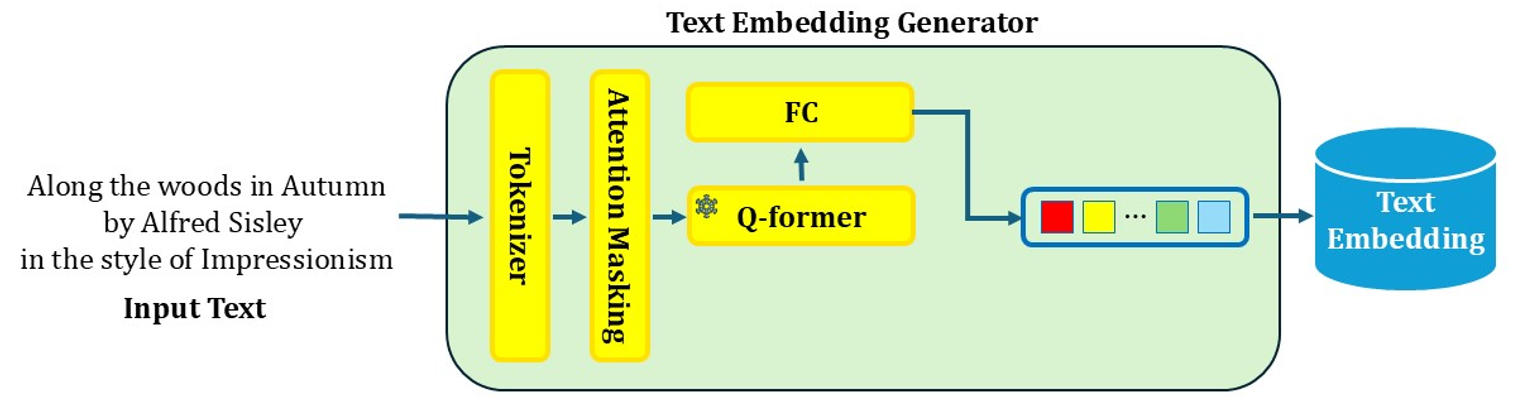 Text Embedding Generator
Along the woods in Autumn
by Alfred Sisley
in the style of Impressionism
Input Text
Tokenizer
Attention Masking
FC
Q-former
...
Text
Embedding